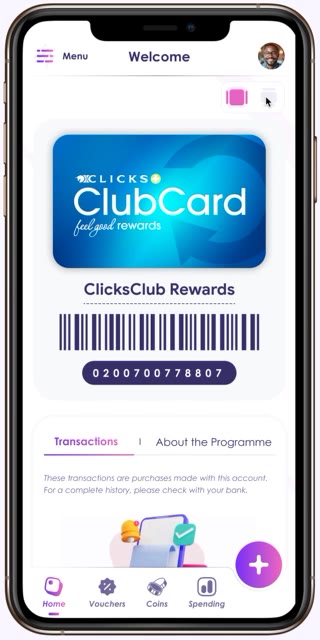 Menu
Welcome
CLICKS
ClubCard
feel good rewards
ClicksClub Rewards
0200700778807
Transactions | About the Programme
These transactions are purchases made with this account.
For a complete history, please check with your bank.
Home Vouchers Coins Spending